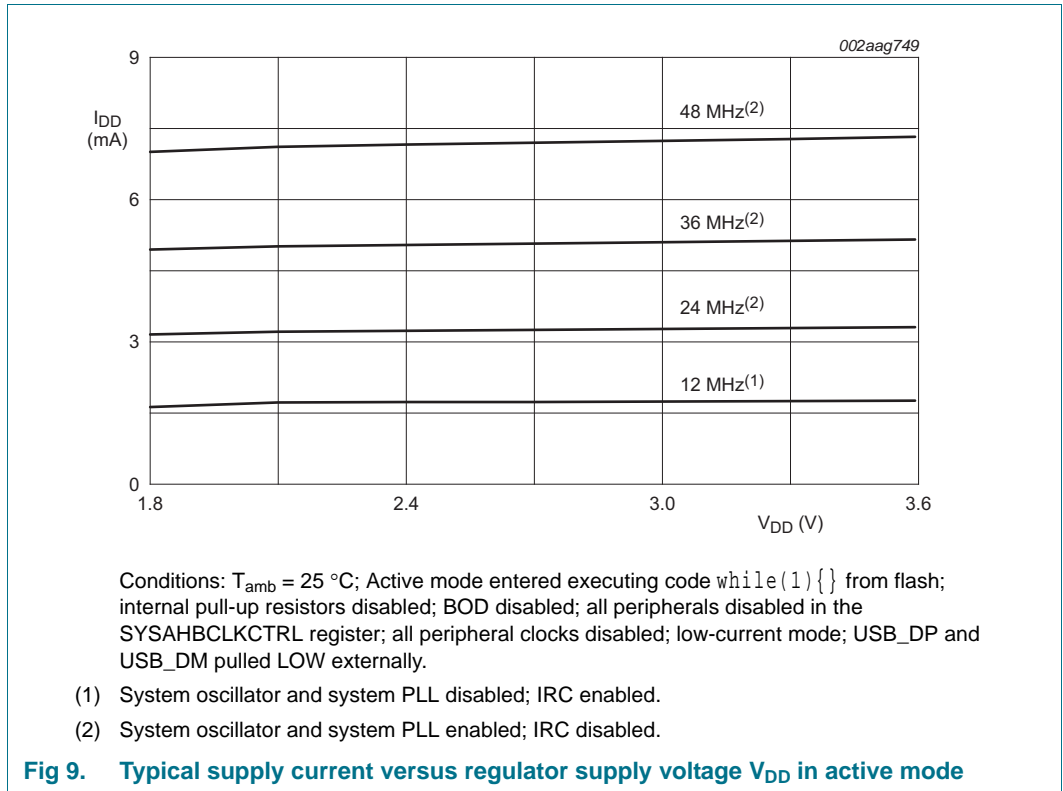 002aag749
9
I_DD
(mA)
48 MHz(2)
6
36 MHz(2)
24 MHz(2)
3
12 MHz(1)
0
1.8
2.4
3.0
3.6
V_DD (V)
Conditions: T_amb = 25 °C; Active mode entered executing code while(1){} from flash;
internal pull-up resistors disabled; BOD disabled; all peripherals disabled in the
SYSAHBCLKCTRL register; all peripheral clocks disabled; low-current mode; USB_DP and
USB_DM pulled LOW externally.
(1) System oscillator and system PLL disabled; IRC enabled.
(2) System oscillator and system PLL enabled; IRC disabled.
Fig 9. Typical supply current versus regulator supply voltage V_DD in active mode